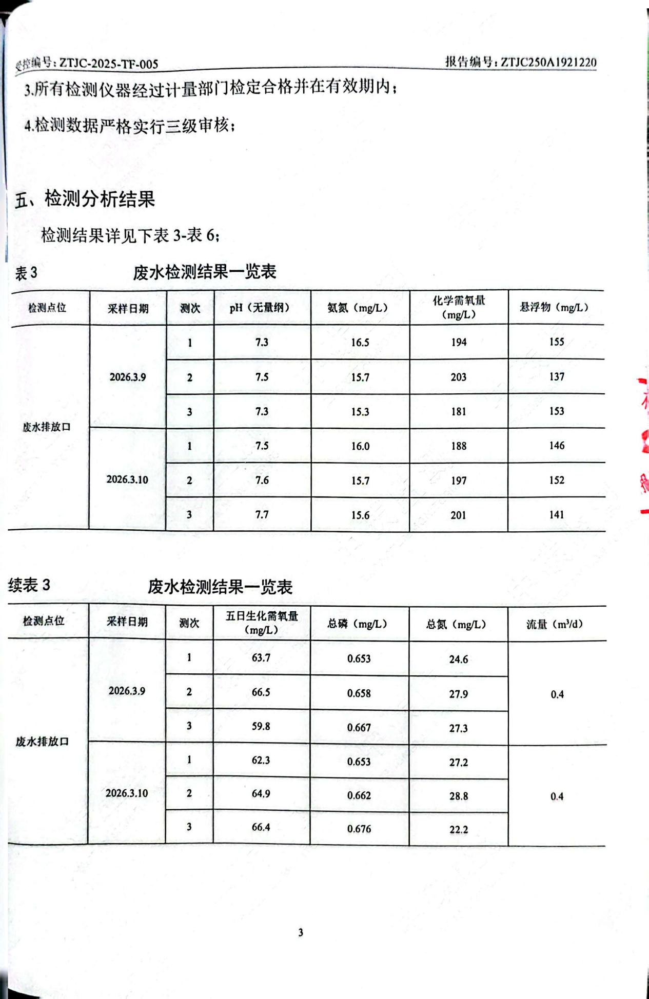 受控编号：ZTJC-2025-TF-005 报告编号：ZTJC250A1921220
3.所有检测仪器经过计量部门检定合格并在有效期内；
4.检测数据严格实行三级审核；
五、检测分析结果
检测结果详见下表 3-表 6；
表 3 废水检测结果一览表
检测点位 采样日期 测次 pH（无量纲） 氨氮（mg/L） 化学需氧量（mg/L） 悬浮物（mg/L）
废水排放口 2026.3.9 1 7.3 16.5 194 155
2 7.5 15.7 203 137
3 7.3 15.3 181 153
2026.3.10 1 7.5 16.0 188 146
2 7.6 15.7 197 152
3 7.7 15.6 201 141
续表 3 废水检测结果一览表
检测点位 采样日期 测次 五日生化需氧量（mg/L） 总磷（mg/L） 总氮（mg/L） 流量（m³/d）
废水排放口 2026.3.9 1 63.7 0.653 24.6 0.4
2 66.5 0.658 27.9
3 59.8 0.667 27.3
2026.3.10 1 62.3 0.653 27.2 0.4
2 64.9 0.662 28.8
3 66.4 0.676 22.2
3